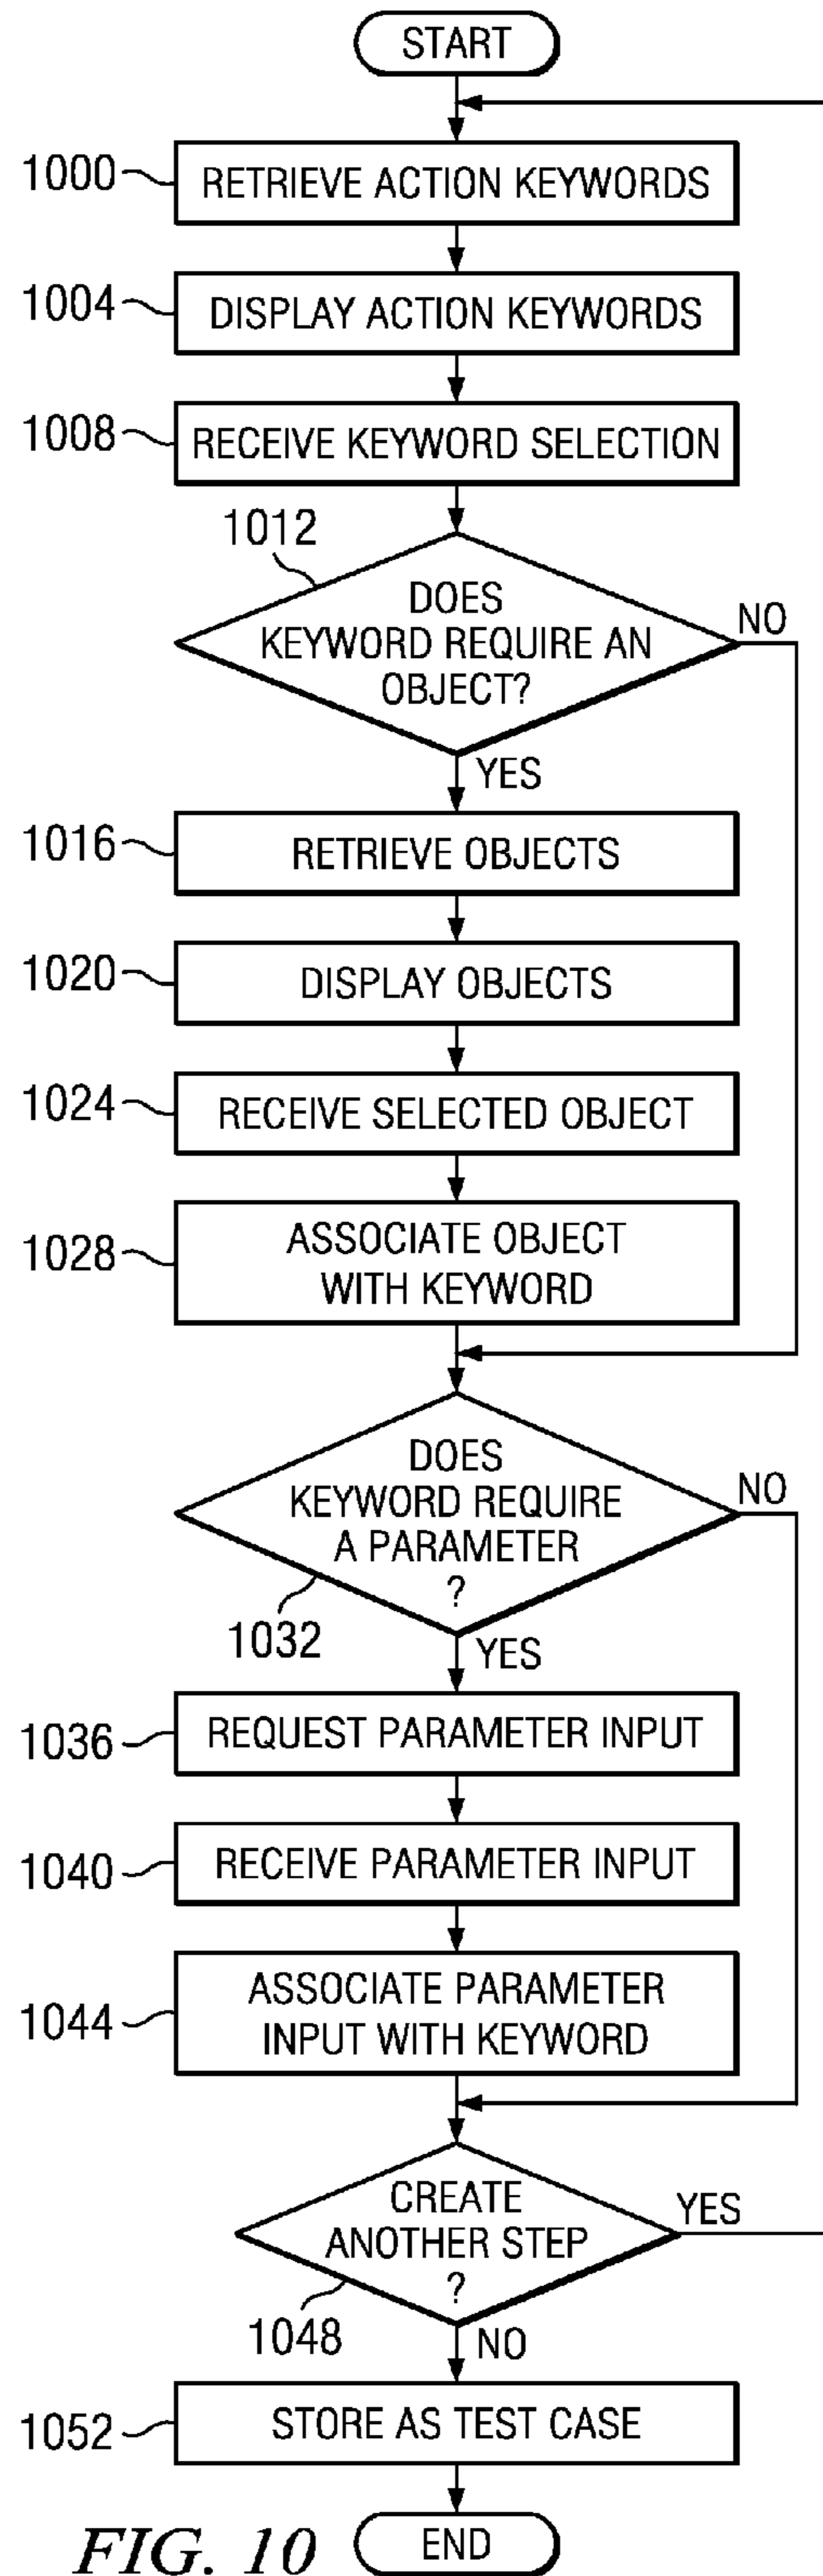 START
1000
RETRIEVE ACTION KEYWORDS
1004
DISPLAY ACTION KEYWORDS
1008
RECEIVE KEYWORD SELECTION
1012
DOES
KEYWORD REQUIRE AN
OBJECT?
NO
YES
1016
RETRIEVE OBJECTS
1020
DISPLAY OBJECTS
1024
RECEIVE SELECTED OBJECT
1028
ASSOCIATE OBJECT
WITH KEYWORD
DOES
KEYWORD REQUIRE
A PARAMETER
?
NO
1032
YES
1036
REQUEST PARAMETER INPUT
1040
RECEIVE PARAMETER INPUT
1044
ASSOCIATE PARAMETER
INPUT WITH KEYWORD
CREATE
ANOTHER STEP
?
YES
1048
NO
1052
STORE AS TEST CASE
END
FIG. 10